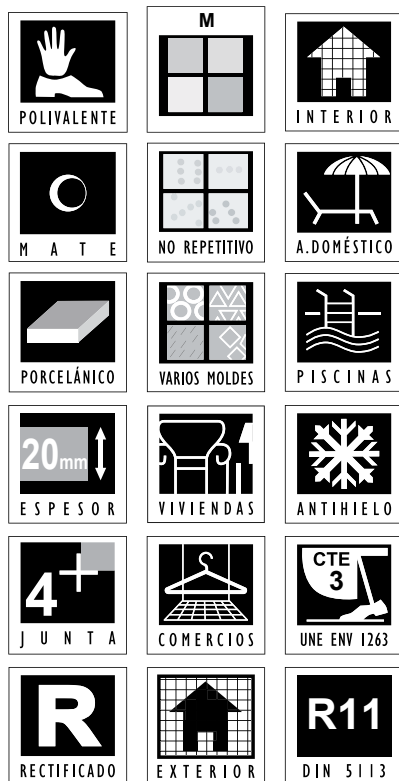 POLIVALENTE
M
INTERIOR
MATE
NO REPETITIVO
A.DOMÉSTICO
PORCELÁNICO
VARIOS MOLDES
PISCINAS
20mm
ESPESOR
VIVIENDAS
ANTIHIELO
4
JUNTA
COMERCIOS
CTE
3
UNE ENV 1263
R
RECTIFICADO
EXTERIOR
R11
DIN 5113